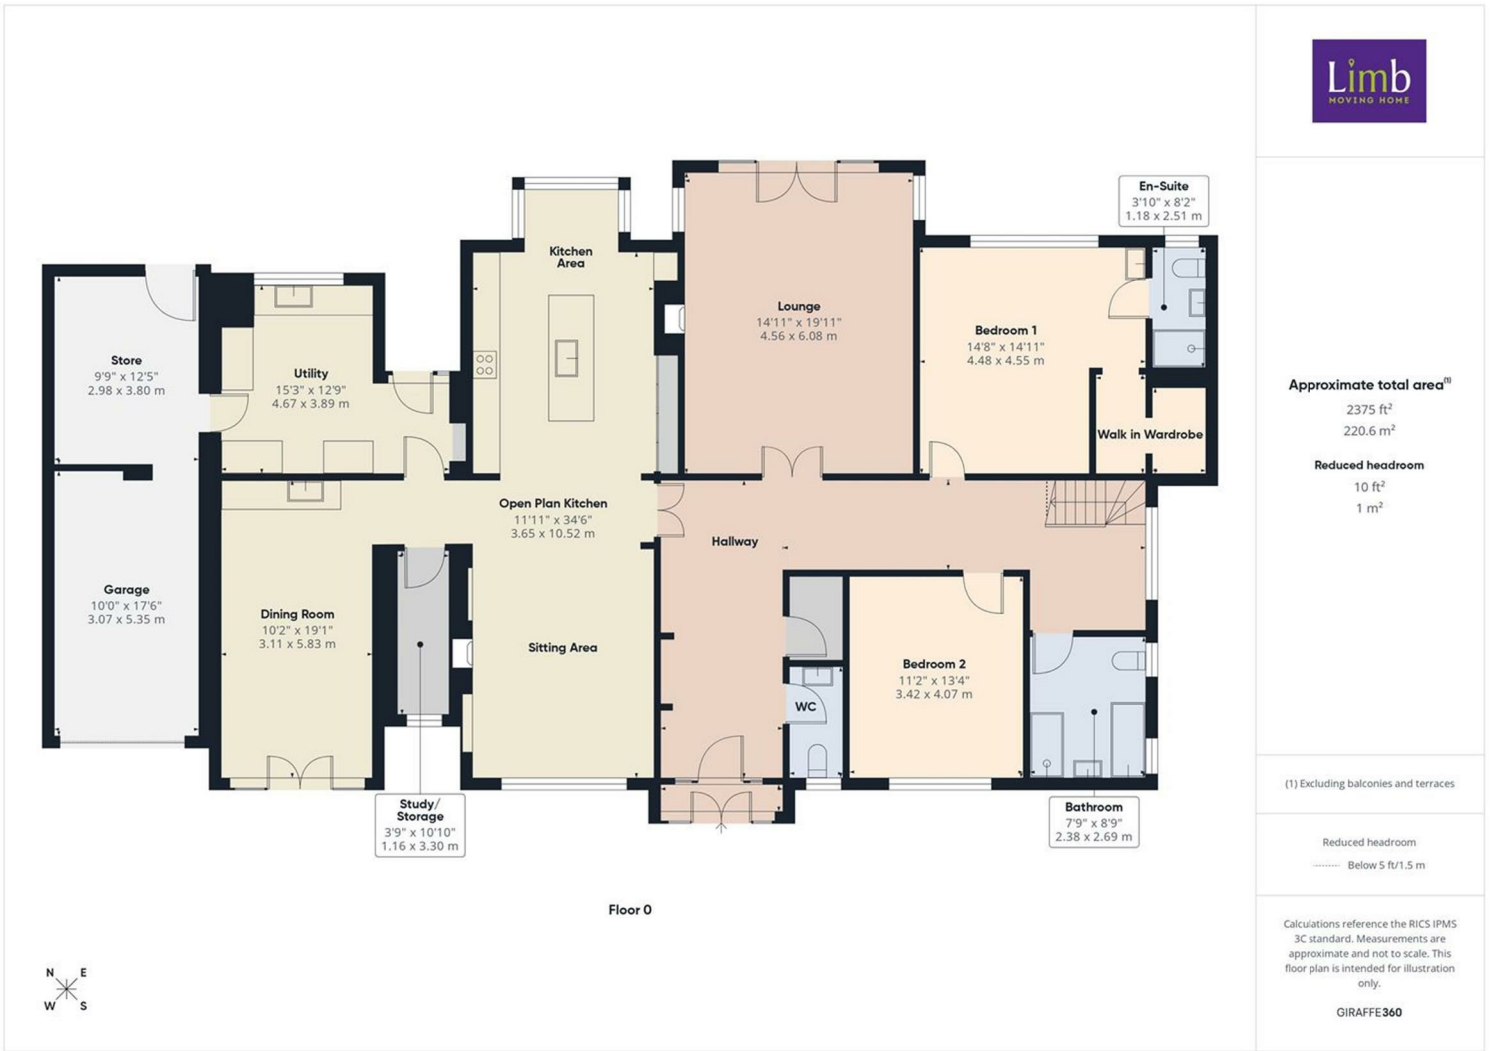 Limb
MOVING HOME
En-Suite
3'10" x 8'2"
1.18 x 2.51 m
Kitchen
Area
Lounge
14'11" x 19'11"
4.56 x 6.08 m
Bedroom 1
14'8" x 14'11"
4.48 x 4.55 m
Store
9'9" x 12'5"
2.98 x 3.80 m
Utility
15'3" x 12'9"
4.67 x 3.89 m
Walk in Wardrobe
Open Plan Kitchen
11'11" x 34'6"
3.65 x 10.52 m
Hallway
Garage
10'0" x 17'6"
3.07 x 5.35 m
Dining Room
10'2" x 19'1"
3.11 x 5.83 m
Sitting Area
Bedroom 2
11'2" x 13'4"
3.42 x 4.07 m
WC
Study/
Storage
3'9" x 10'10"
1.16 x 3.30 m
Bathroom
7'9" x 8'9"
2.38 x 2.69 m
Floor 0
N E
W S
Approximate total area⁽¹⁾
2375 ft²
220.6 m²
Reduced headroom
10 ft²
1 m²
(1) Excluding balconies and terraces
Reduced headroom
Below 5 ft/1.5 m
Calculations reference the RICS IPMS
3C standard. Measurements are
approximate and not to scale. This
floor plan is intended for illustration
only.
GIRAFFE360